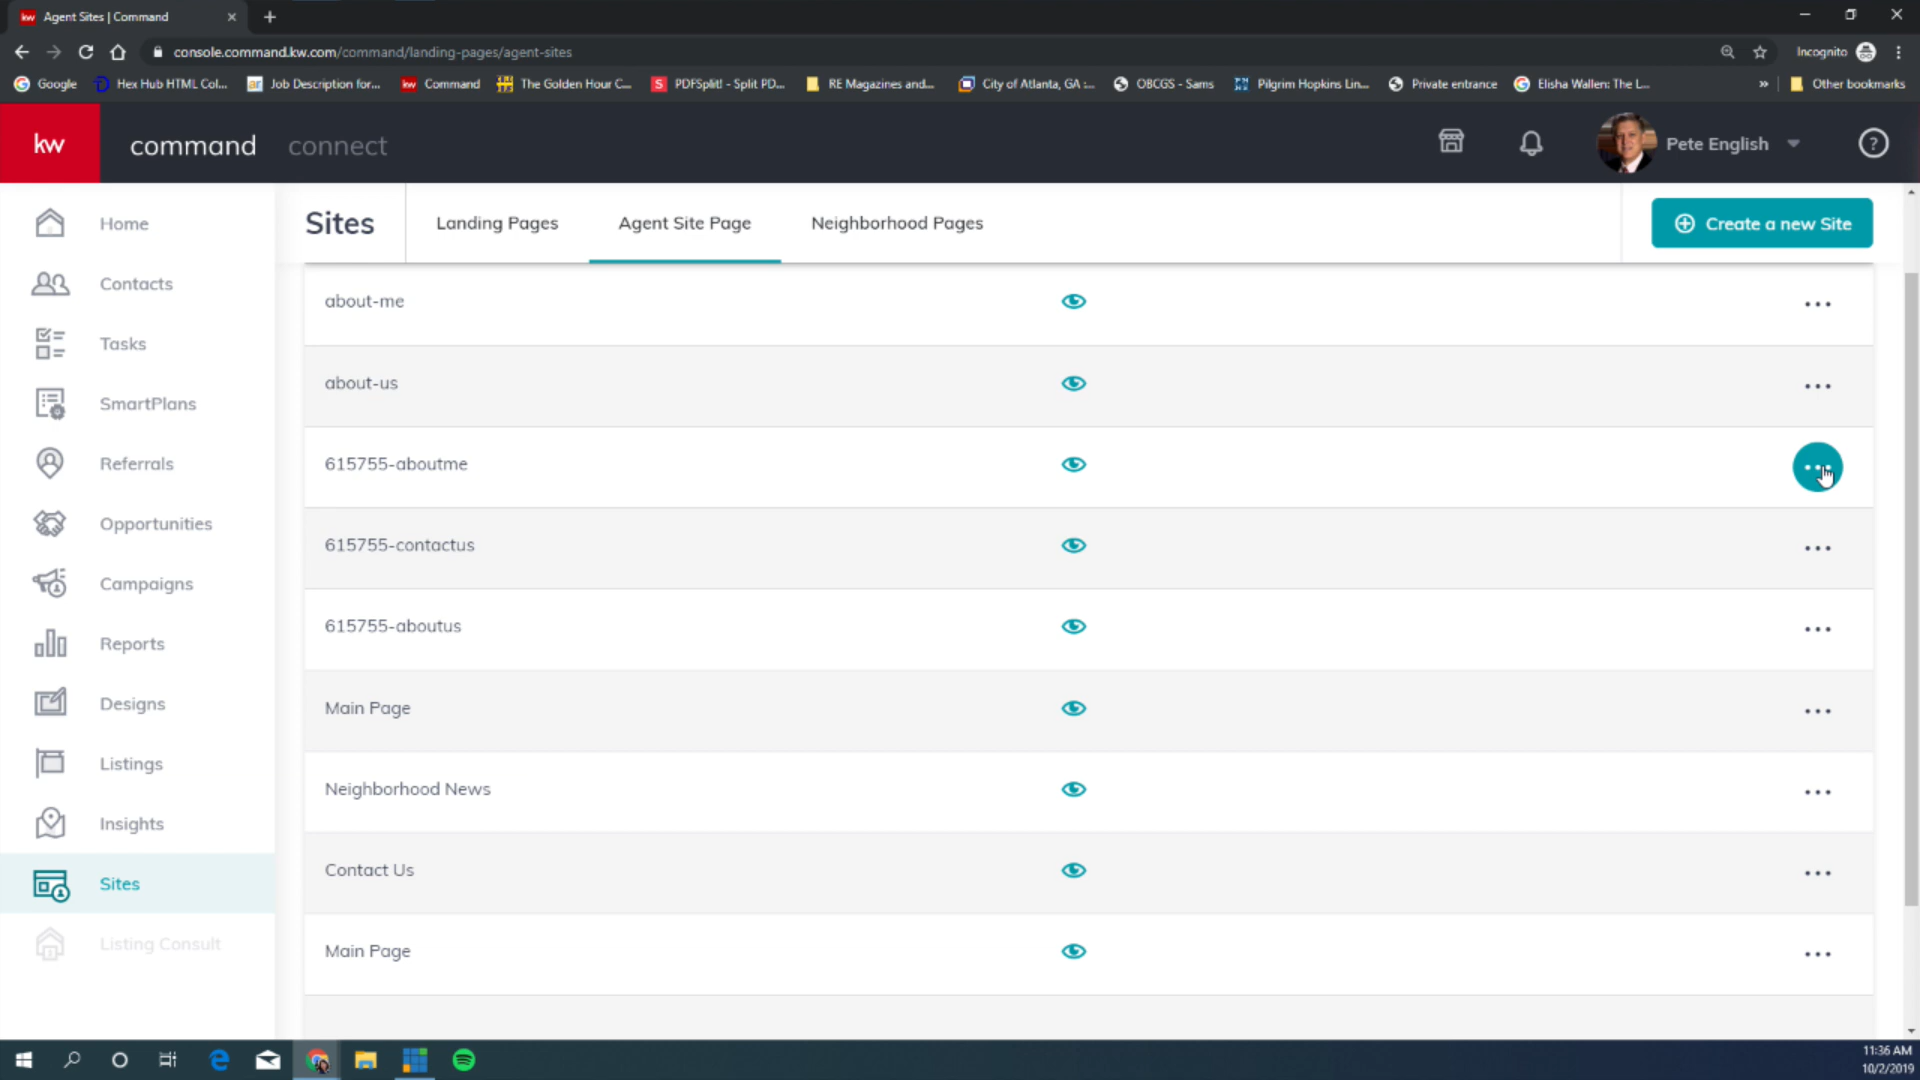 kw Agent Sites | Command
console.command.kw.com/command/landing-pages/agent-sites
Incognito
Google
Hex Hub HTML Col...
Job Description for...
kw Command
The Golden Hour C...
S PDFSplit! - Split PD...
RE Magazines and...
City of Atlanta, GA :...
OBCGS - Sams
Pilgrim Hopkins Lin...
Private entrance
Elisha Wallen: The L...
»
Other bookmarks
kw
command
connect
Pete English
?
Home
Contacts
Tasks
SmartPlans
Referrals
Opportunities
Campaigns
Reports
Designs
Listings
Insights
Sites
Listing Consult
Sites
Landing Pages
Agent Site Page
Neighborhood Pages
Create a new Site
about-me
about-us
615755-aboutme
615755-contactus
615755-aboutus
Main Page
Neighborhood News
Contact Us
Main Page
11:36 AM
10/2/2019